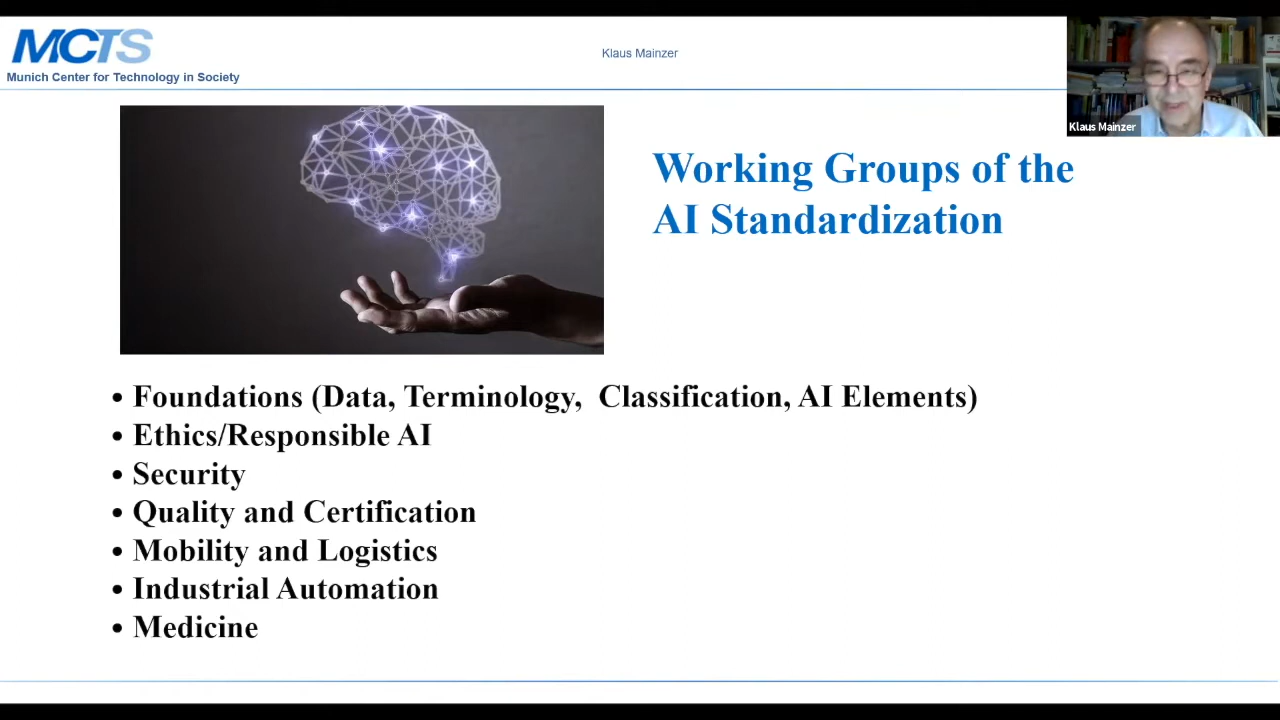 MCTS
Munich Center for Technology in Society
Klaus Mainzer
Klaus Mainzer
Working Groups of the
AI Standardization
• Foundations (Data, Terminology,  Classification, AI Elements)
• Ethics/Responsible AI
• Security
• Quality and Certification
• Mobility and Logistics
• Industrial Automation
• Medicine